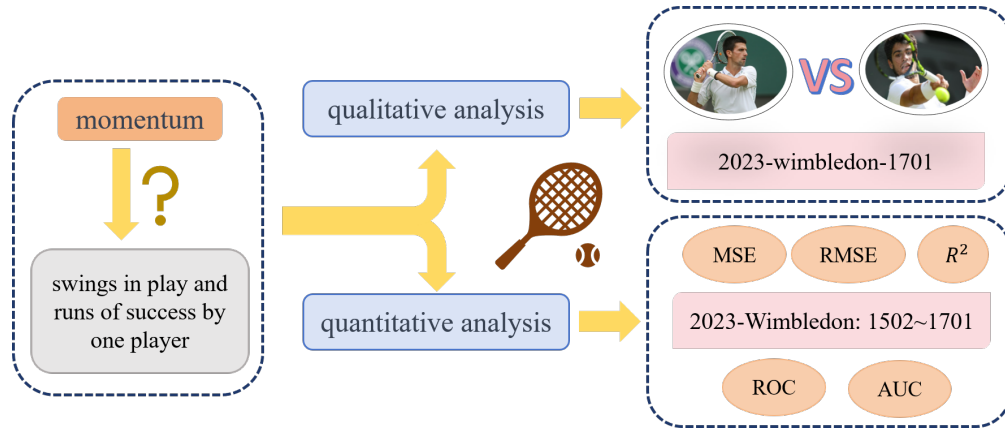 momentum
?
swings in play and
runs of success by
one player
qualitative analysis
quantitative analysis
VS
2023-wimbledon-1701
MSE
RMSE
R²
2023-Wimbledon: 1502~1701
ROC
AUC